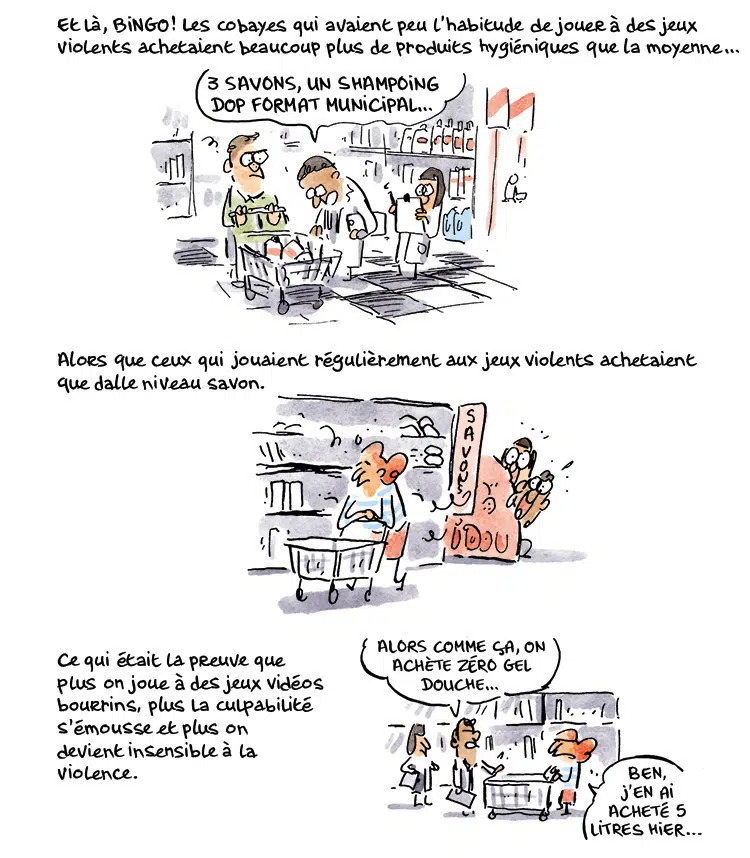 Et là, BINGO! Les cobayes qui avaient peu l'habitude de jouer à des jeux
violents achetaient beaucoup plus de produits hygiéniques que la moyenne...
3 SAVONS, UN SHAMPOING
DOP FORMAT MUNICIPAL...
Alors que ceux qui jouaient régulièrement aux jeux violents achetaient
que dalle niveau savon.
SAVONS
Ce qui était la preuve que
plus on joue à des jeux vidéos
bourrins, plus la culpabilité
s'émousse et plus on
devient insensible à la
violence.
ALORS COMME ÇA, ON
ACHÈTE ZÉRO GEL
DOUCHE...
BEN,
J'EN AI
ACHETÉ 5
LITRES HIER...